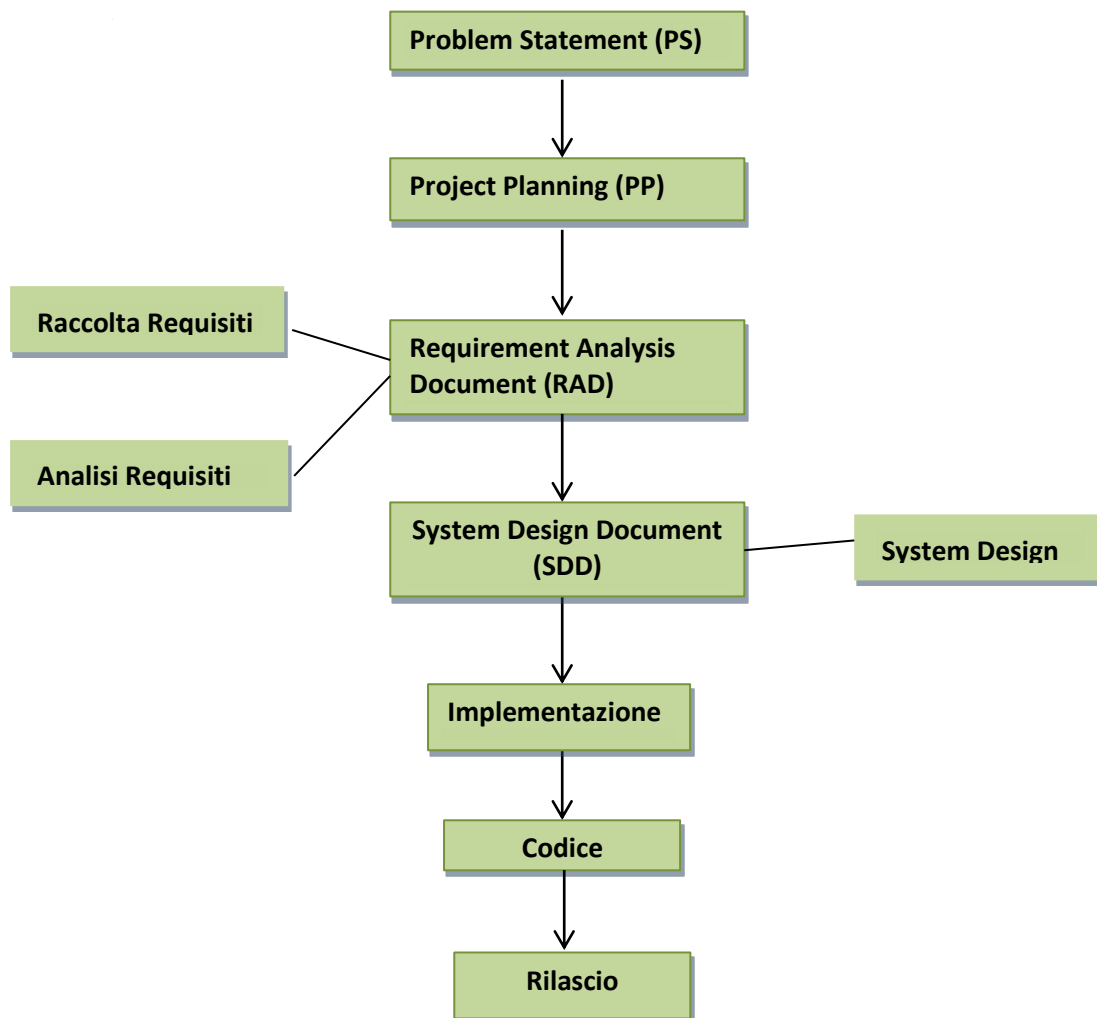 Problem Statement (PS)
Project Planning (PP)
Raccolta Requisiti
Requirement Analysis
Document (RAD)
Analisi Requisiti
System Design Document
(SDD)
System Design
Implementazione
Codice
Rilascio